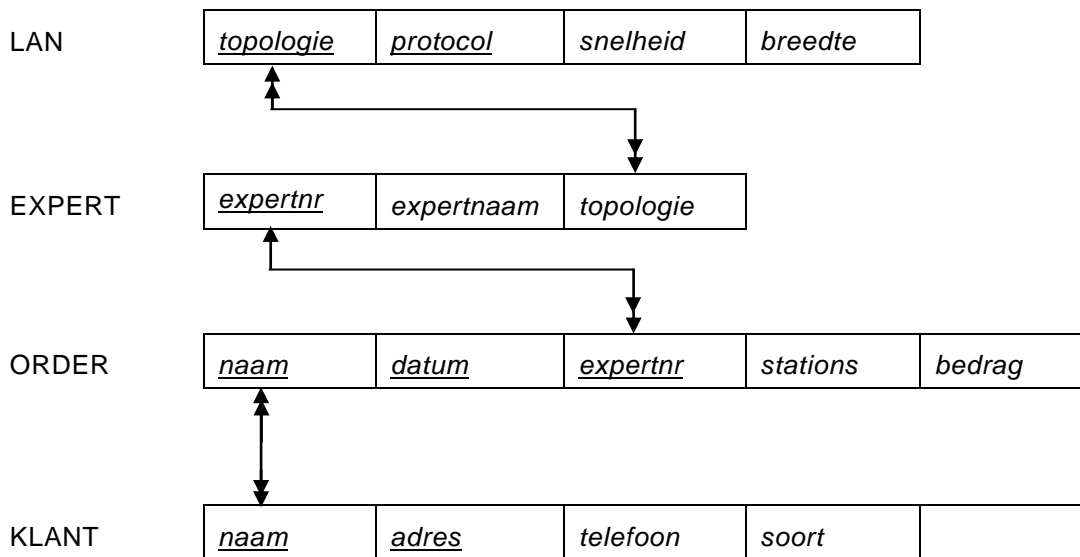 LAN topologie protocol snelheid breedte
EXPERT expertnr expertnaam topologie
ORDER naam datum expertnr stations bedrag
KLANT naam adres telefoon soort